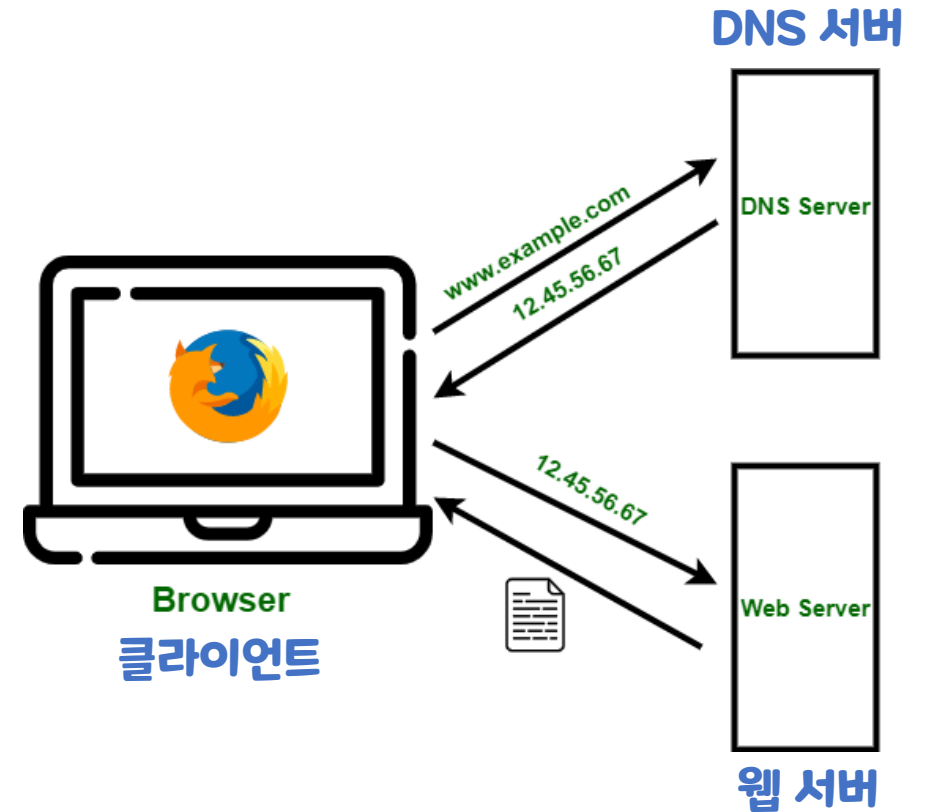 DNS 서버
DNS Server
www.example.com
12.45.56.67
12.45.56.67
Browser
클라이언트
Web Server
웹 서버